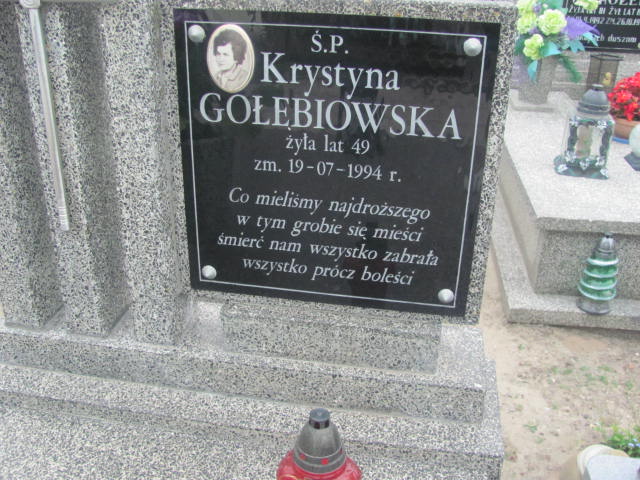 Ś.P.
Krystyna
GOŁĘBIOWSKA
żyła lat 49
zm. 19-07-1994 r.
Co mieliśmy najdroższego
w tym grobie się mieści
śmierć nam wszystko zabrała
wszystko prócz boleści
duszom